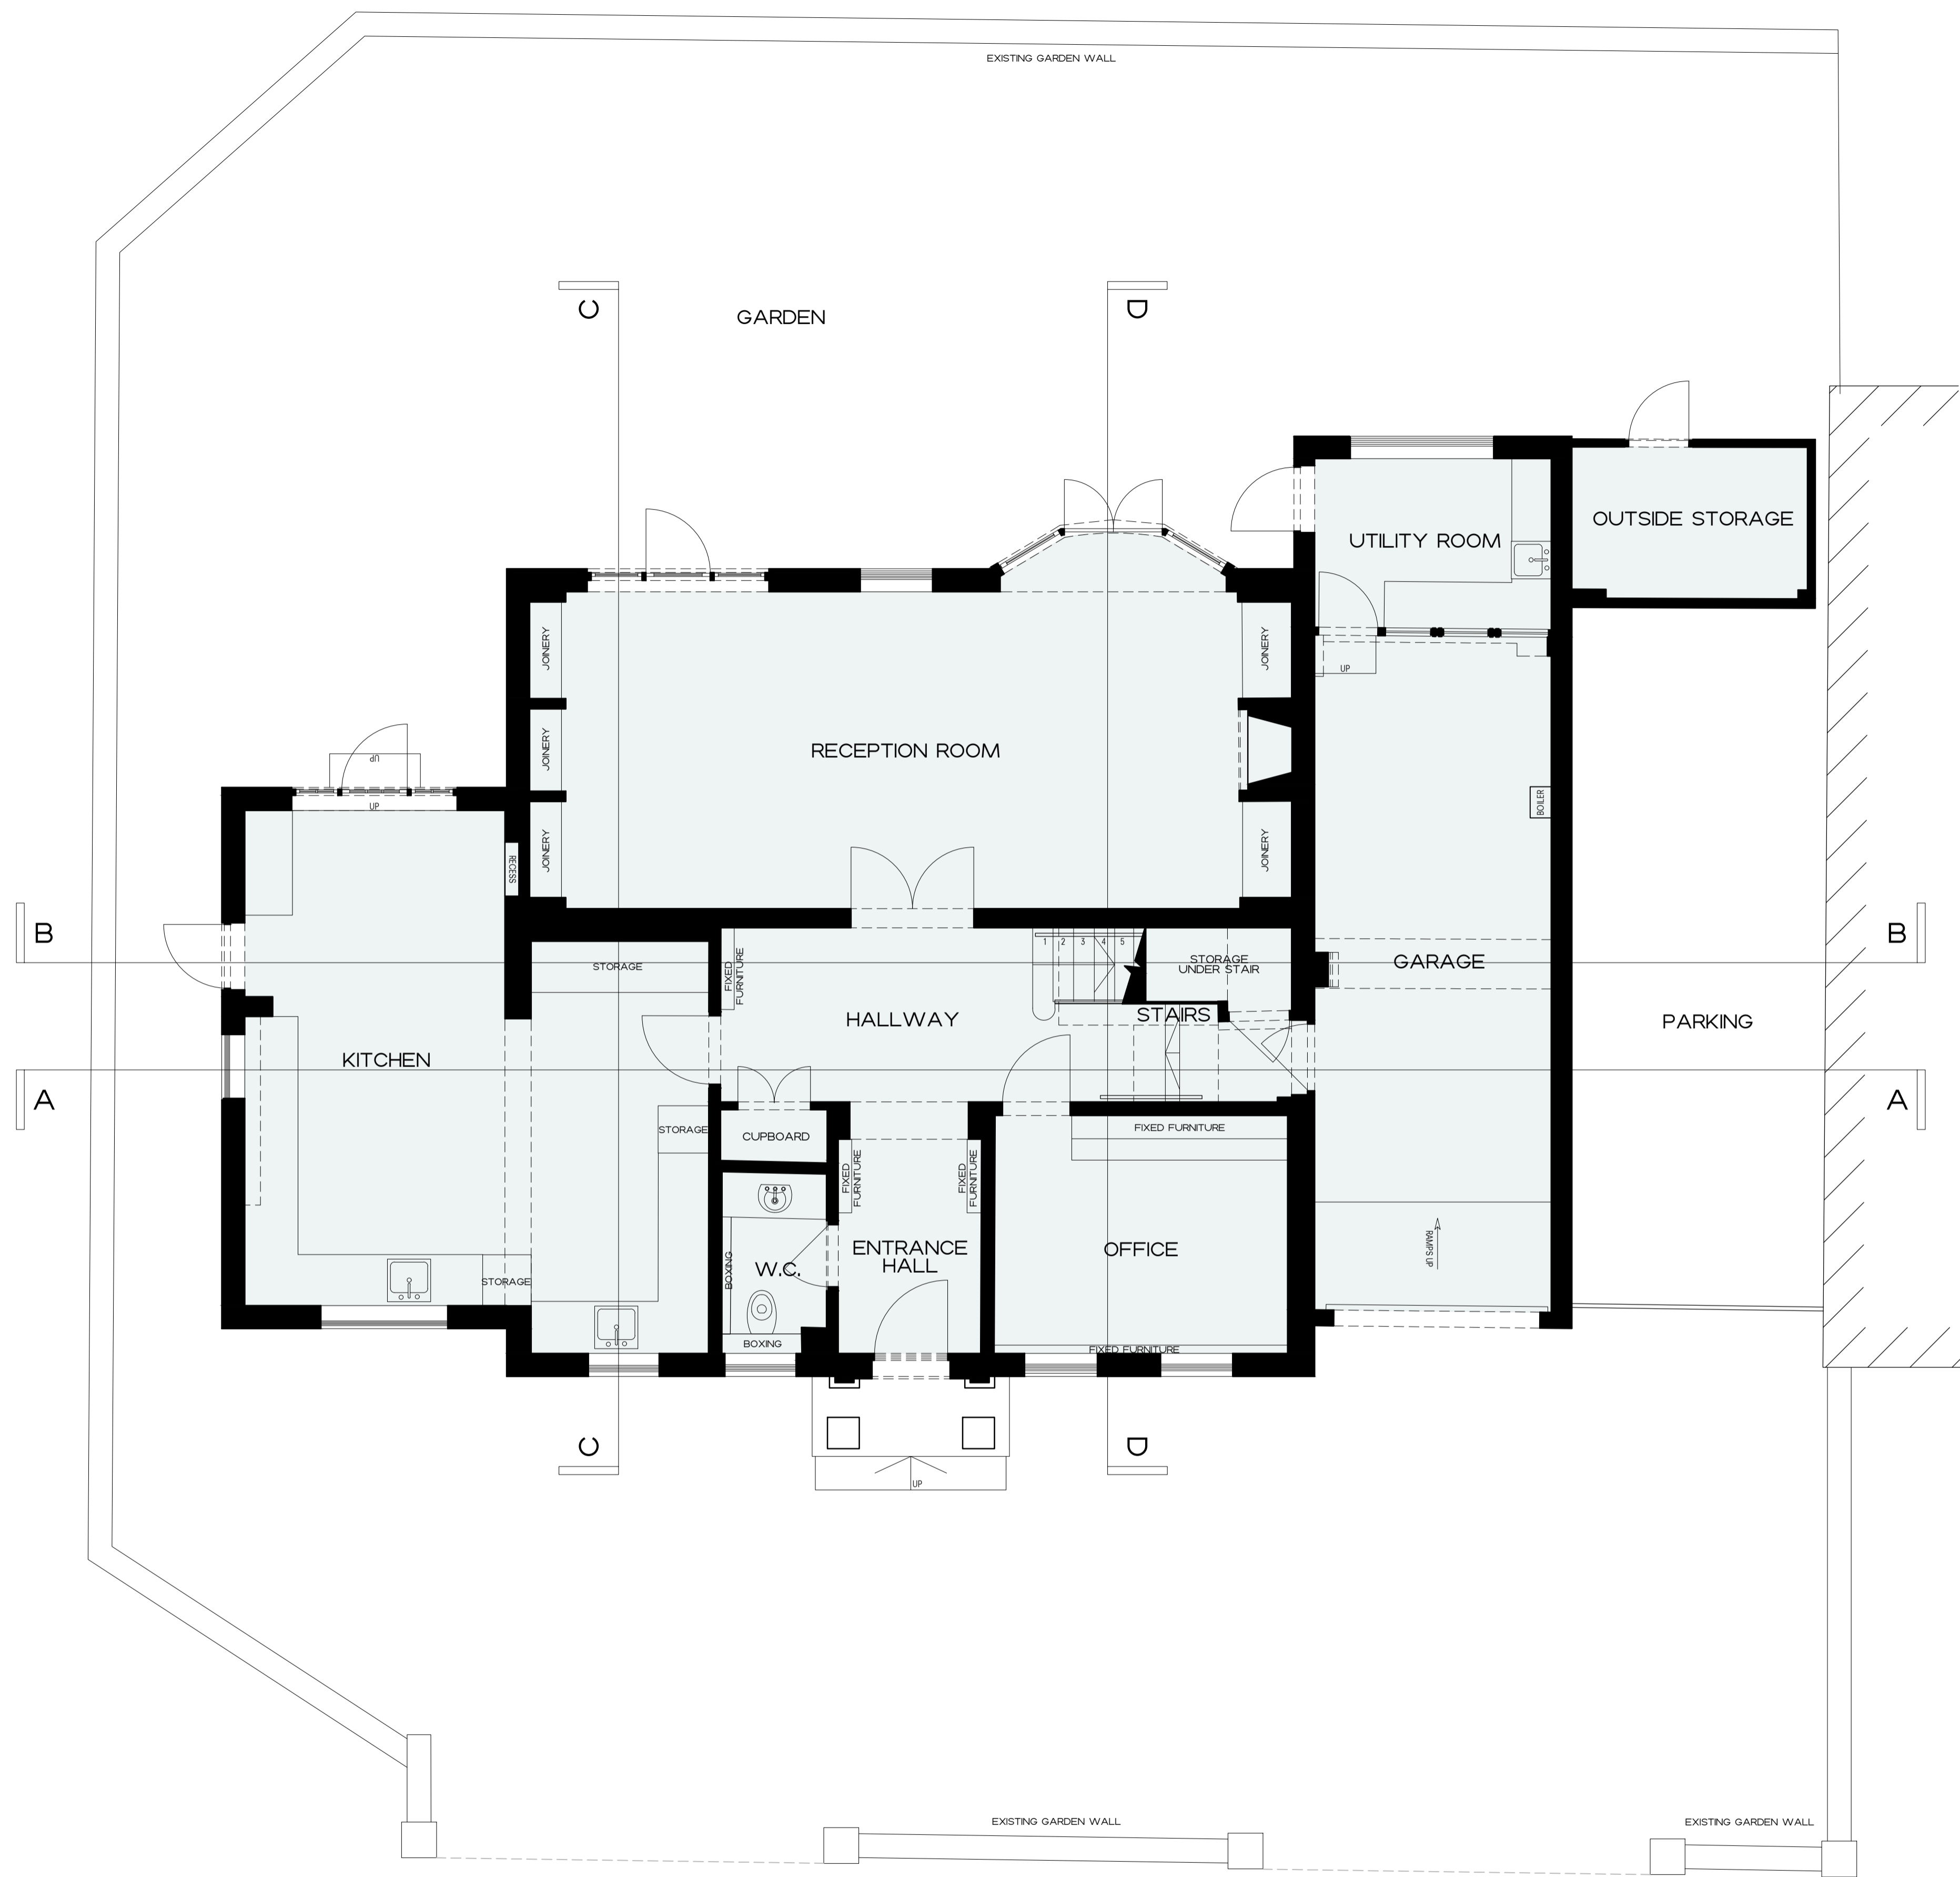 EXISTING GARDEN WALL
C
GARDEN
D
OUTSIDE STORAGE
UTILITY ROOM
JOINERY
JOINERY
UP
JOINERY
RECEPTION ROOM
UP
UP
BOILER
JOINERY
JOINERY
RECESS
B
B
1 2 3 4 5
STORAGE
FIXED
FURNITURE
STORAGE
UNDER STAIR
GARAGE
HALLWAY
STAIRS
PARKING
KITCHEN
A
A
STORAGE
CUPBOARD
FIXED FURNITURE
FIXED
FURNITURE
FIXED
FURNITURE
ENTRANCE
HALL
OFFICE
RAMPS UP
BOXING
W.C.
STORAGE
BOXING
FIXED FURNITURE
C
D
UP
EXISTING GARDEN WALL
EXISTING GARDEN WALL